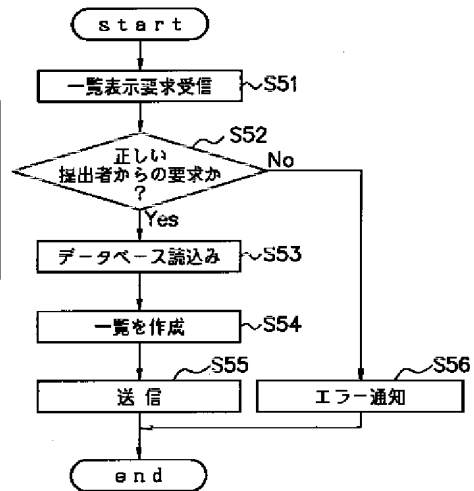 start
一覧表示要求受信
S51
S52
正しい
提出者からの要求か
?
No
Yes
データベース読込み
S53
一覧を作成
S54
S55
送信
S56
エラー通知
end